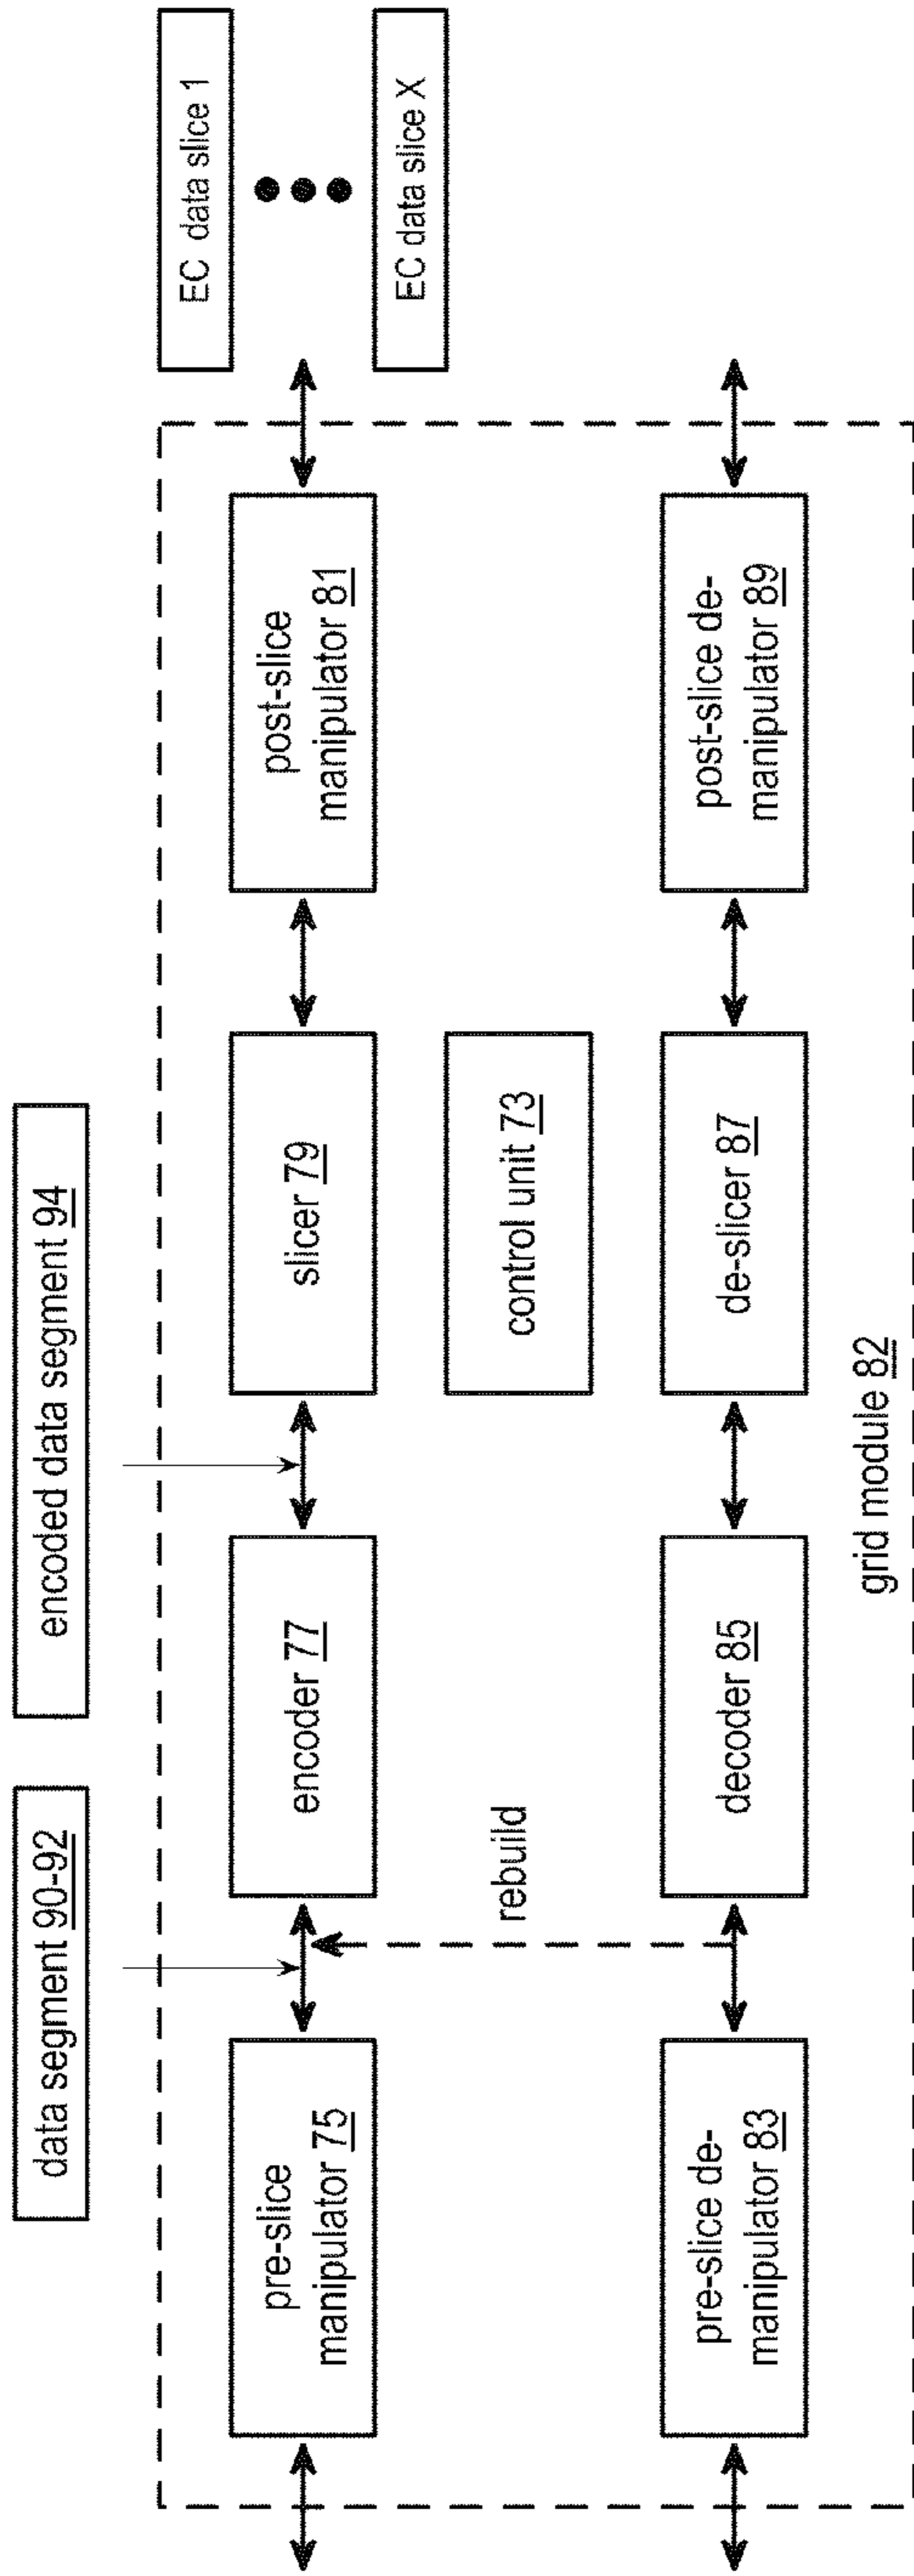 data segment 90-92
encoded data segment 94
EC data slice 1
EC data slice X
pre-slice
manipulator 75
encoder 77
slicer 79
post-slice
manipulator 81
rebuild
control unit 73
pre-slice de-
manipulator 83
decoder 85
de-slicer 87
post-slice de-
manipulator 89
grid module 82